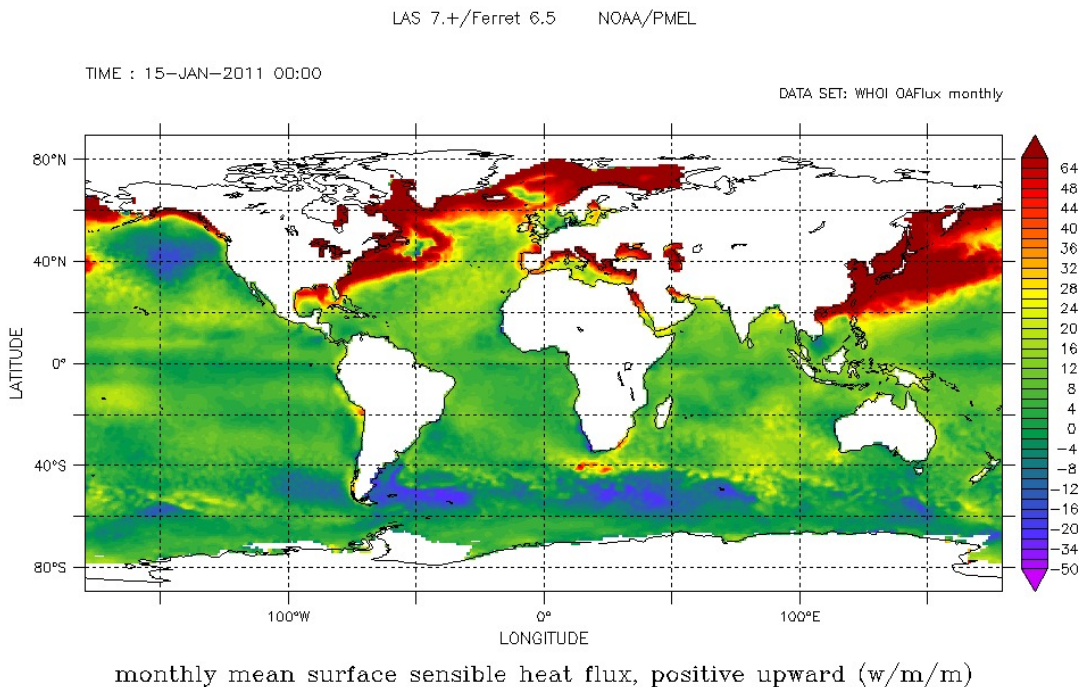 LAS 7.+/Ferret 6.5 NOAA/PMEL
TIME : 15-JAN-2011 00:00
DATA SET: WHOI OAFlux monthly
80°N
40°N
0°
40°S
80°S
LATITUDE
100°W
0°
100°E
LONGITUDE
64
56
48
40
36
32
28
24
20
16
12
8
4
0
-4
-8
-12
-16
-20
-34
-50
monthly mean surface sensible heat flux, positive upward (w/m/m)